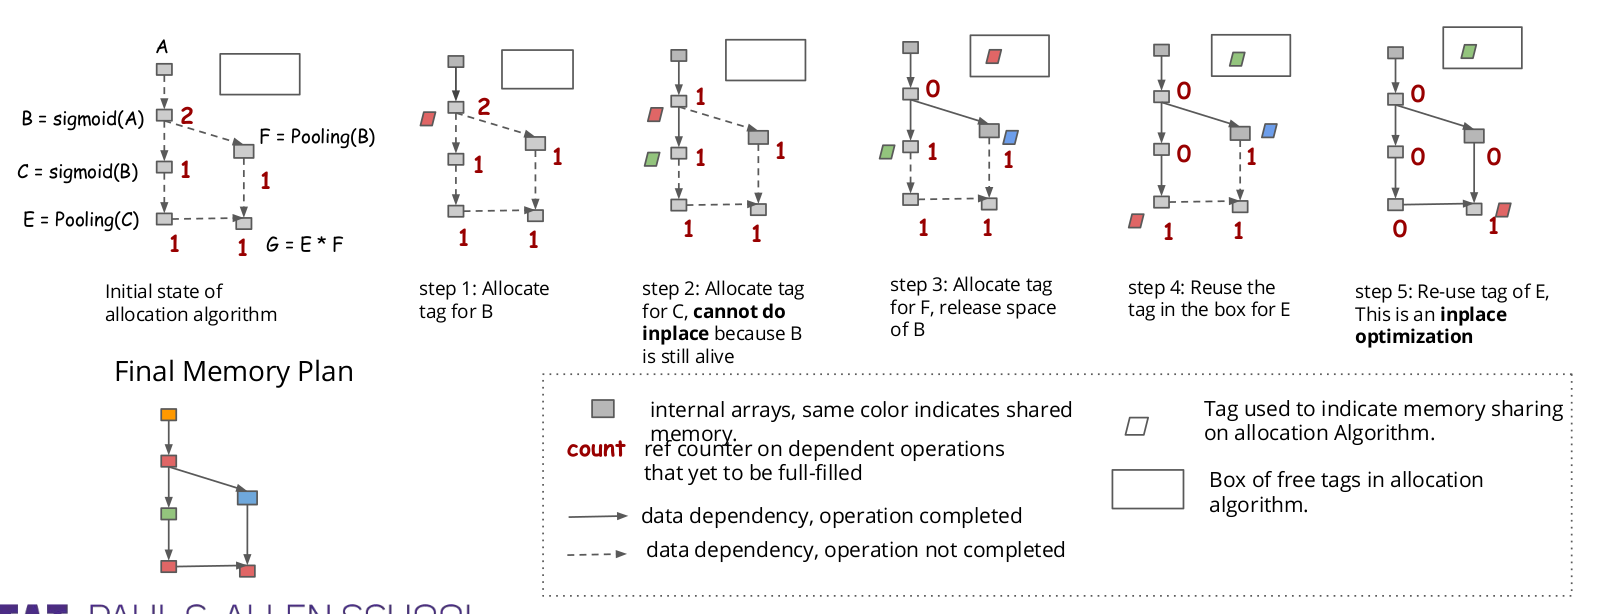 A
B = sigmoid(A)
2
F = Pooling(B)
C = sigmoid(B)
1
1
E = Pooling(C)
1
1
G = E * F
Initial state of
allocation algorithm
2
1
1
1
1
step 1: Allocate
tag for B
1
1
1
1
1
step 2: Allocate tag
for C, cannot do
inplace because B
is still alive
0
1
1
1
1
step 3: Allocate tag
for F, release space
of B
0
0
1
1
1
step 4: Reuse the
tag in the box for E
0
0
0
0
1
step 5: Re-use tag of E,
This is an inplace
optimization
Final Memory Plan
internal arrays, same color indicates shared
memory.
count ref counter on dependent operations
that yet to be full-filled
data dependency, operation completed
data dependency, operation not completed
Tag used to indicate memory sharing
on allocation Algorithm.
Box of free tags in allocation
algorithm.
PAUL G. ALLEN SCHOOL